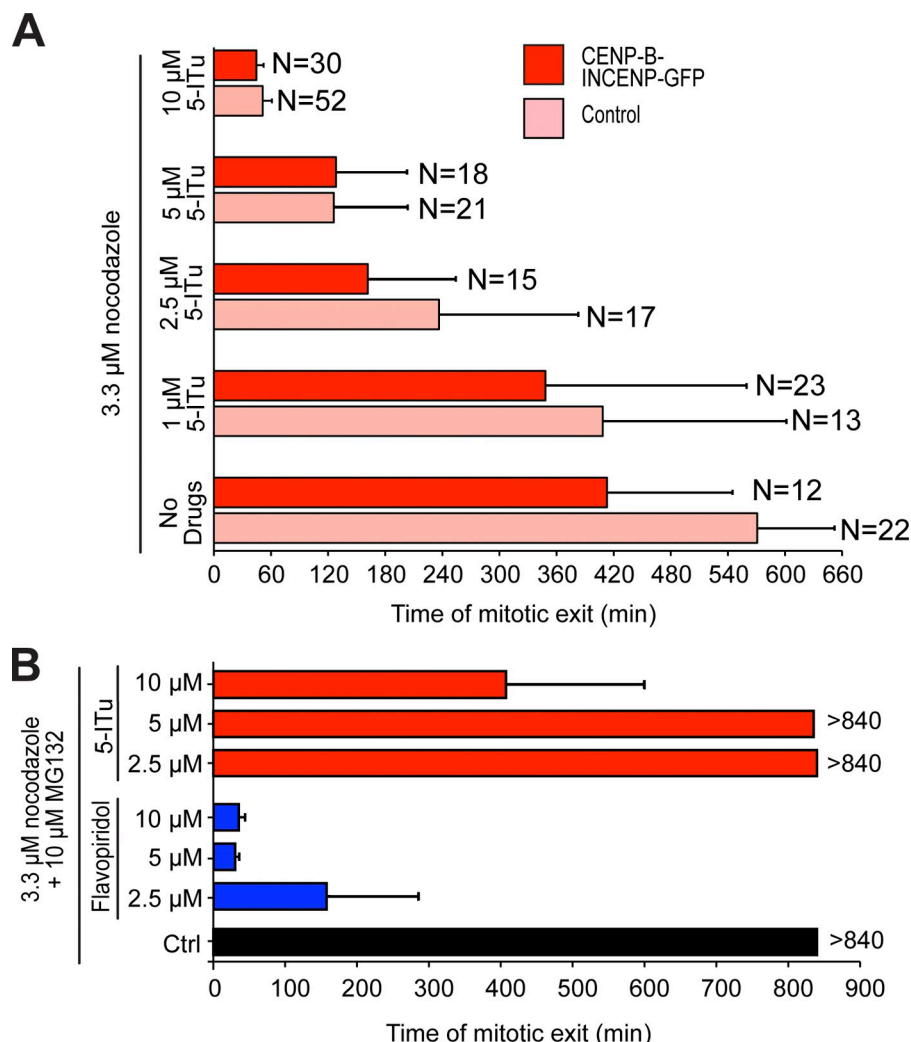 A
3.3 µM nocodazole
10 µM
5-ITu
N=30
N=52
CENP-B-
INCENP-GFP
Control
5 µM
5-ITu
N=18
N=21
2.5 µM
5-ITu
N=15
N=17
1 µM
5-ITu
N=23
N=13
No
Drugs
N=12
N=22
0 60 120 180 240 300 360 420 480 540 600 660
Time of mitotic exit (min)
B
3.3 µM nocodazole
+ 10 µM MG132
5-ITu
10 µM
5 µM >840
2.5 µM >840
Flavopiridol
10 µM
5 µM
2.5 µM
Ctrl >840
0 100 200 300 400 500 600 700 800 900
Time of mitotic exit (min)